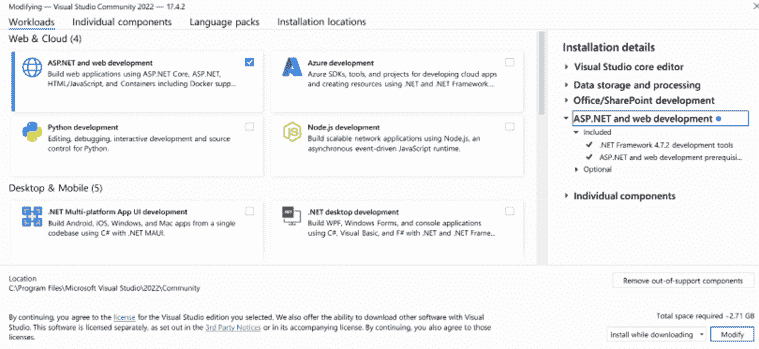 Modifying — Visual Studio Community 2022 — 17.4.2
Workloads
Individual components
Language packs
Installation locations
Web & Cloud (4)
ASP.NET and web development
Build web applications using ASP.NET Core, ASP.NET,
HTML/JavaScript, and Containers including Docker supp...
Azure development
Azure SDKs, tools, and projects for developing cloud apps
and creating resources using .NET and .NET Framework...
Python development
Editing, debugging, interactive development and source
control for Python.
Node.js development
Build scalable network applications using Node.js, an
asynchronous event-driven JavaScript runtime.
Desktop & Mobile (5)
.NET Multi-platform App UI development
Build Android, iOS, Windows, and Mac apps from a single
codebase using C# with .NET MAUI.
.NET desktop development
Build WPF, Windows Forms, and console applications
using C#, Visual Basic, and F# with .NET and .NET Frame...
Installation details
Visual Studio core editor
Data storage and processing
Office/SharePoint development
ASP.NET and web development
Included
.NET Framework 4.7.2 development tools
ASP.NET and web development prerequisi...
Optional
Individual components
Location
C:\Program Files\Microsoft Visual Studio\2022\Community
Remove out-of-support components
By continuing, you agree to the license for the Visual Studio edition you selected. We also offer the ability to download other software with Visual
Studio. This software is licensed separately, as set out in the 3rd Party Notices or in its accompanying license. By continuing, you also agree to those
licenses.
Total space required -2.71 GB
Install while downloading
Modify